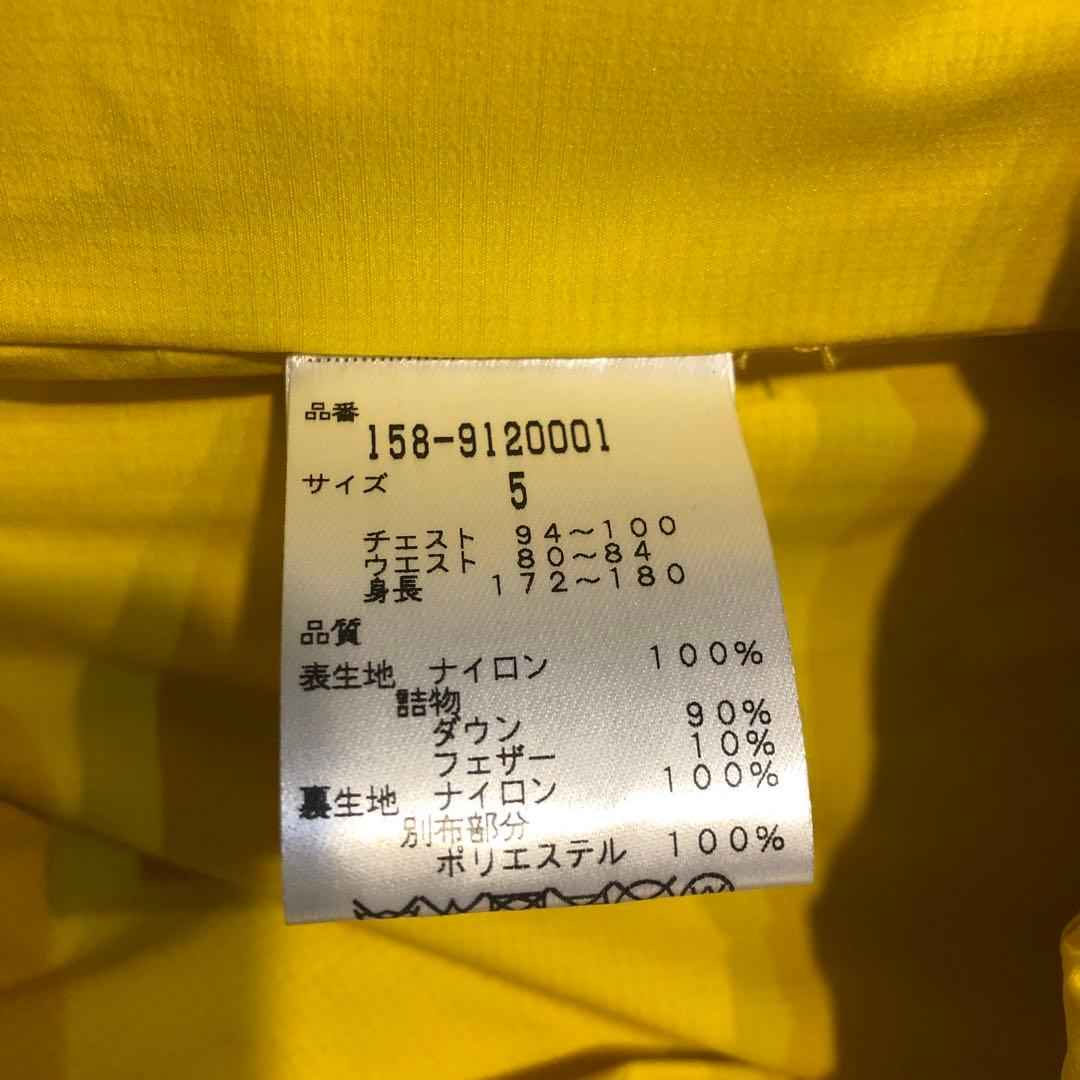 品番
158-9120001
サイズ 5
チェスト 94～100
ウエスト 80～84
身長 172～180
品質
表生地 ナイロン 100%
詰物
ダウン 90%
フェザー 10%
裏生地 ナイロン 100%
別布部分
ポリエステル 100%